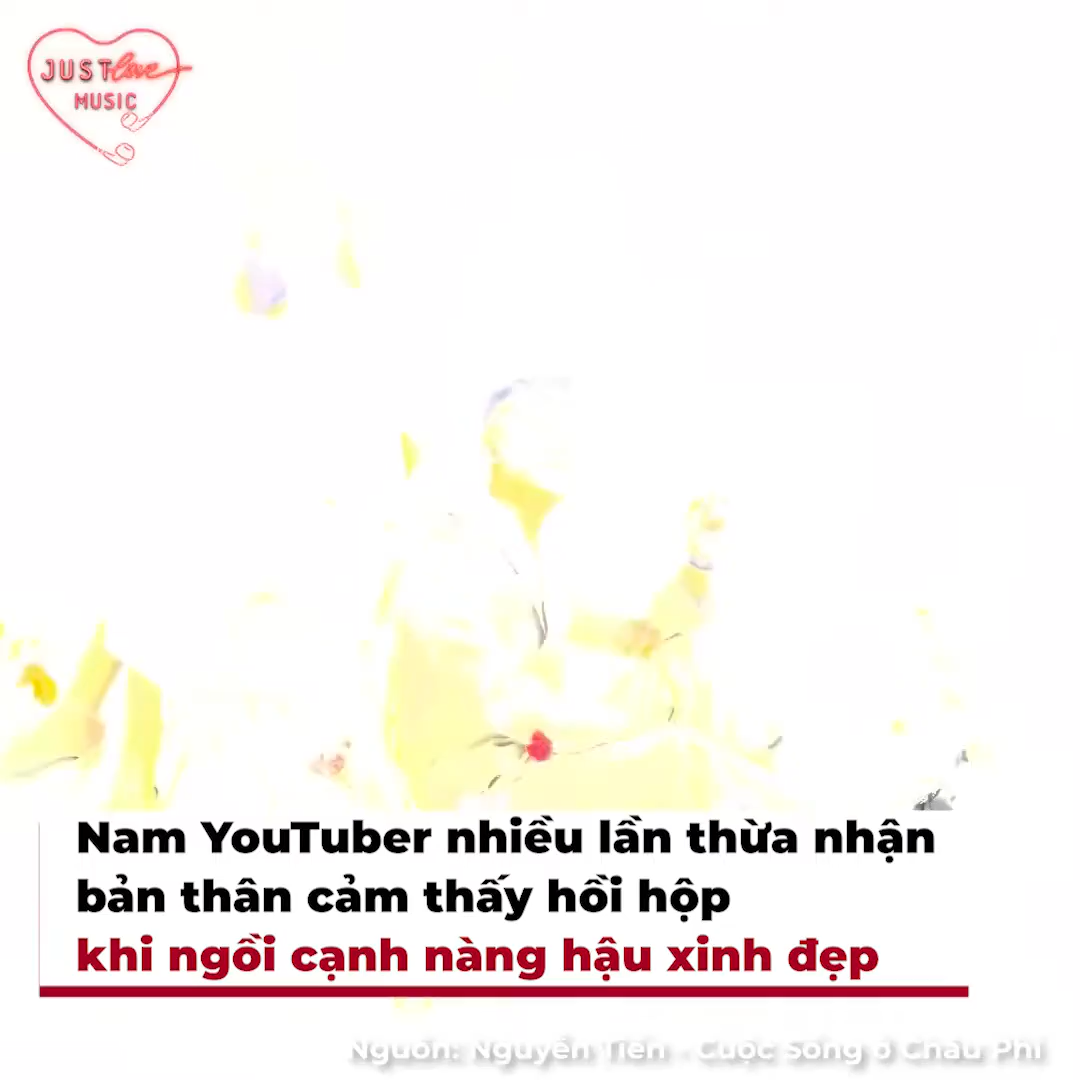 JUST love
MUSIC
Nam YouTuber nhiều lần thừa nhận
bản thân cảm thấy hồi hộp
khi ngồi cạnh nàng hậu xinh đẹp
Nguồn: Nguyễn Tiến - Cuộc Sống ở Châu Phi